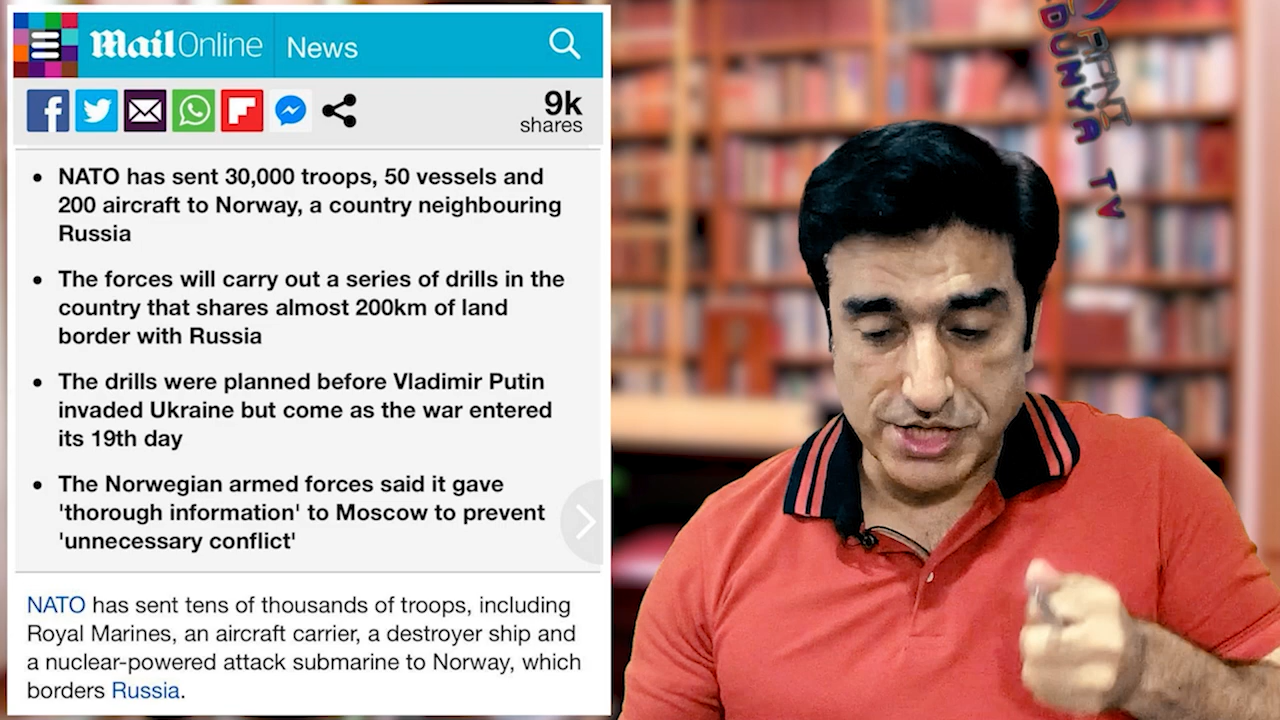 MailOnline News
9k
shares
• NATO has sent 30,000 troops, 50 vessels and
200 aircraft to Norway, a country neighbouring
Russia
• The forces will carry out a series of drills in the
country that shares almost 200km of land
border with Russia
• The drills were planned before Vladimir Putin
invaded Ukraine but come as the war entered
its 19th day
• The Norwegian armed forces said it gave
'thorough information' to Moscow to prevent
'unnecessary conflict'
NATO has sent tens of thousands of troops, including
Royal Marines, an aircraft carrier, a destroyer ship and
a nuclear-powered attack submarine to Norway, which
borders Russia.
DUNYA TV